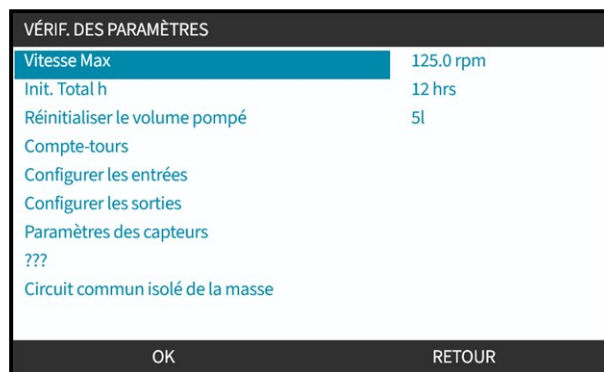 VÉRIF. DES PARAMÈTRES
Vitesse Max 125.0 rpm
Init. Total h 12 hrs
Réinitialiser le volume pompé 5l
Compte-tours
Configurer les entrées
Configurer les sorties
Paramètres des capteurs
???
Circuit commun isolé de la masse
OK RETOUR